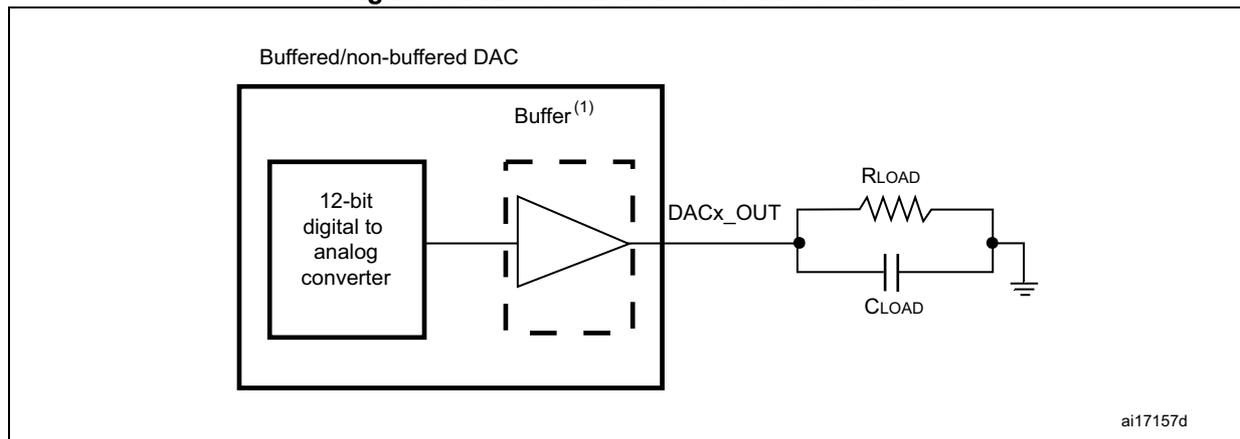 Buffered/non-buffered DAC
Buffer(1)
12-bit
digital to
analog
converter
DACx_OUT
RLOAD
CLOAD
ai17157d